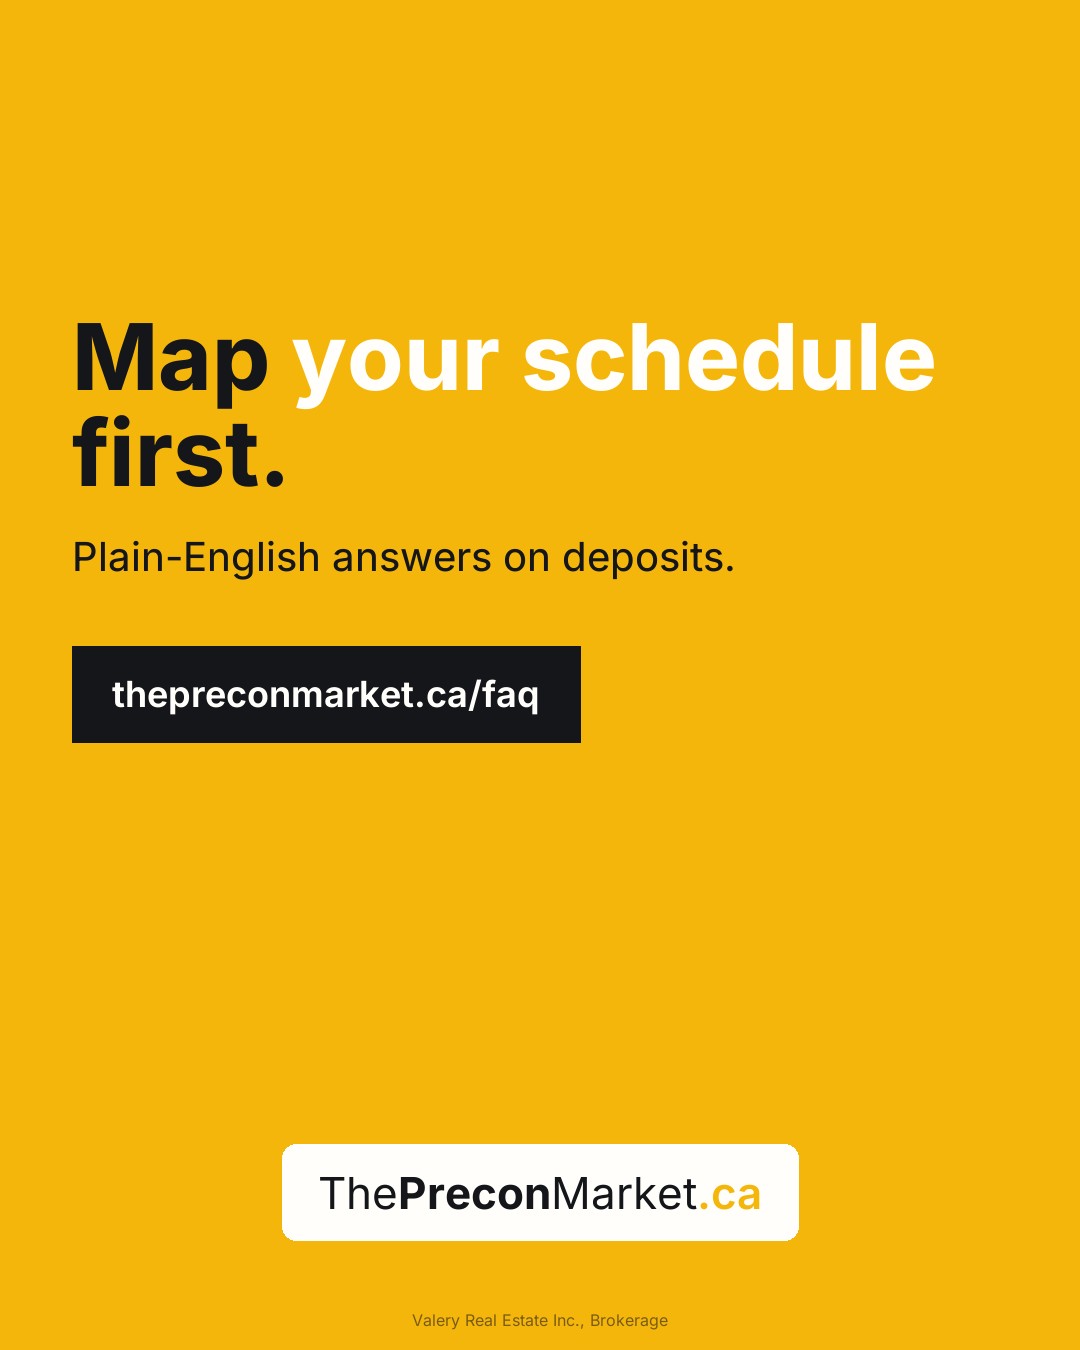 Map your schedule
first.
Plain-English answers on deposits.
thepreconmarket.ca/faq
ThePreconMarket.ca
Valery Real Estate Inc., Brokerage